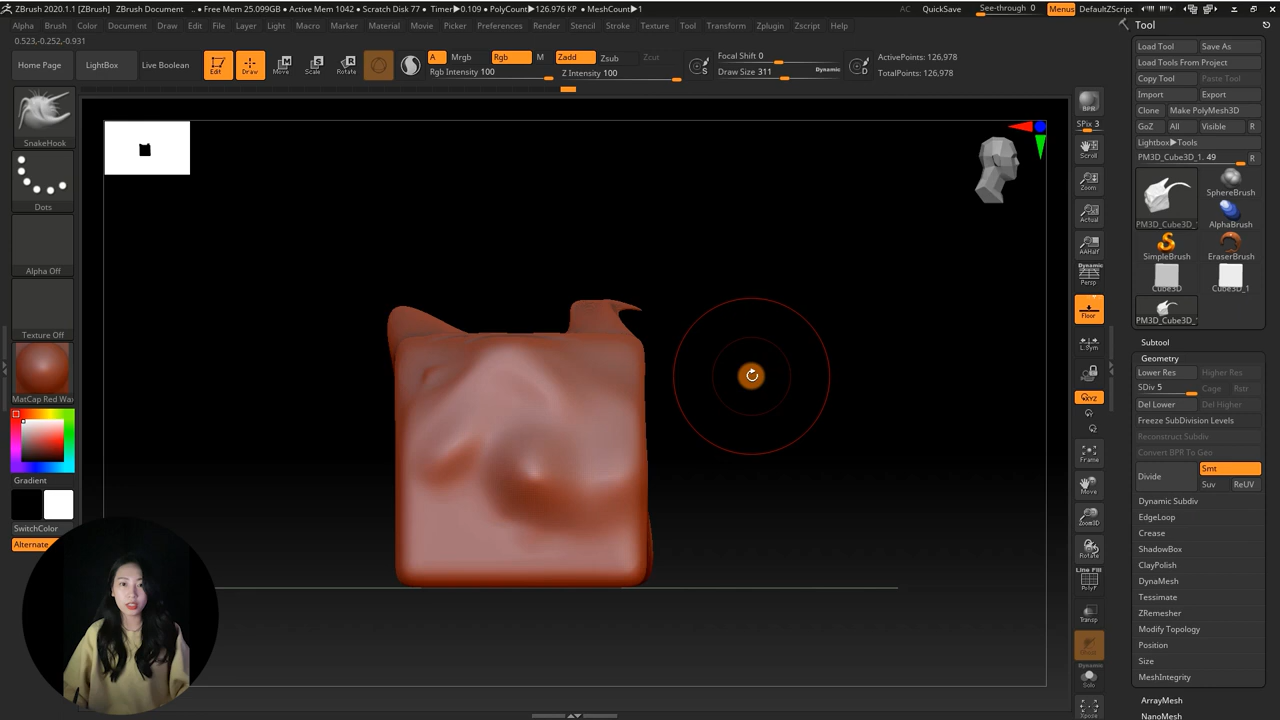 ZBrush 2020.1.1 [ZBrush]   ZBrush Document   .. ● Free Mem 25.099GB ● Active Mem 1042 ● Scratch Disk 77 ● Timer▶0.109 ● PolyCount▶126.976 KP ● MeshCount▶1   AC   QuickSave   See-through 0   Menus   DefaultZScript
Alpha Brush Color Document Draw Edit File Layer Light Macro Marker Material Movie Picture Preferences Render Stencil Stroke Texture Tool Transform Zplugin Zscript Help
0.523,-0.252,-0.931
Home Page LightBox Live Boolean Edit Draw Move Scale Rotate
A Mrgb Rgb M Zadd Zsub Zcut
Rgb Intensity 100 Z Intensity 100
Focal Shift 0
Draw Size 311 Dynamic
S D
ActivePoints: 126,978
TotalPoints: 126,978
SnakeHook
Dots
Alpha Off
Texture Off
MatCap Red Wa
Gradient
SwitchColor
Alternate
BPR
SPix 3
Scroll
Zoom
Actual
AAHalf
Dynamic
Persp
Floor
L.Sym
XYZ
Frame
Move
Zoom3D
Rotate
Line Fill
PolyF
Transp
Ghost
Dynamic
Solo
Xpose
Tool
Load Tool Save As
Load Tools From Project
Copy Tool Paste Tool
Import Export
Clone Make PolyMesh3D
GoZ All Visible R
Lightbox▶Tools
PM3D_Cube3D_1. 49 R
SphereBrush
PM3D_Cube3D_ AlphaBrush
SimpleBrush EraserBrush
Cube3D Cube3D_1
PM3D_Cube3D_
Subtool
Geometry
Lower Res Higher Res
SDiv 5 Cage Rstr
Del Lower Del Higher
Freeze SubDivision Levels
Reconstruct Subdiv
Convert BPR To Geo
Divide Smt
Suv ReUV
Dynamic Subdiv
EdgeLoop
Crease
ShadowBox
ClayPolish
DynaMesh
Tessimate
ZRemesher
Modify Topology
Position
Size
MeshIntegrity
ArrayMesh
NanoMesh